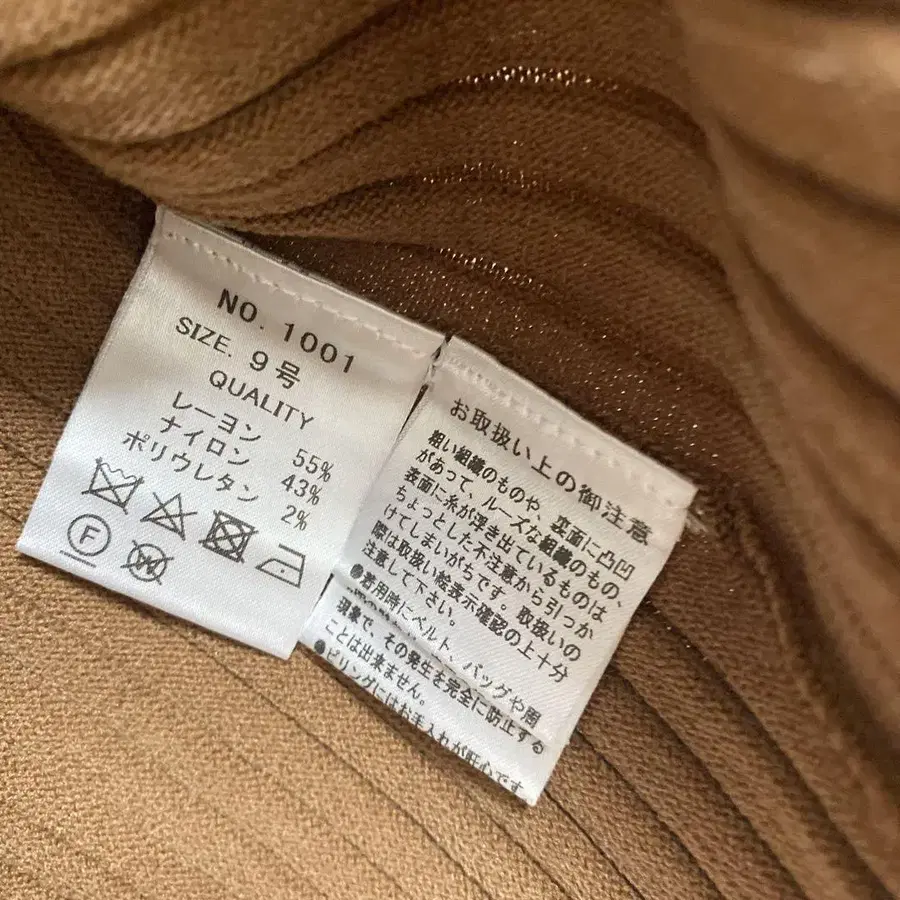 NO. 1001
SIZE. 9号
QUALITY
レーヨン 55%
ナイロン 43%
ポリウレタン 2%
F
W
お取扱い上の御注意
粗い組織のものや、表面に凸凹
があって、ルーズな組織のもの、
表面に糸が浮き出ているものは
ちょっとした不注意から引っか
けてしまいがちです。取扱いの
際は取扱い絵表示確認の上十分
注意して下さい。
●着用時にベルト、バッグや周
現象で、その発生を完全に防止する
ことは出来ません。
●ピリングにはお手入れが肝心です